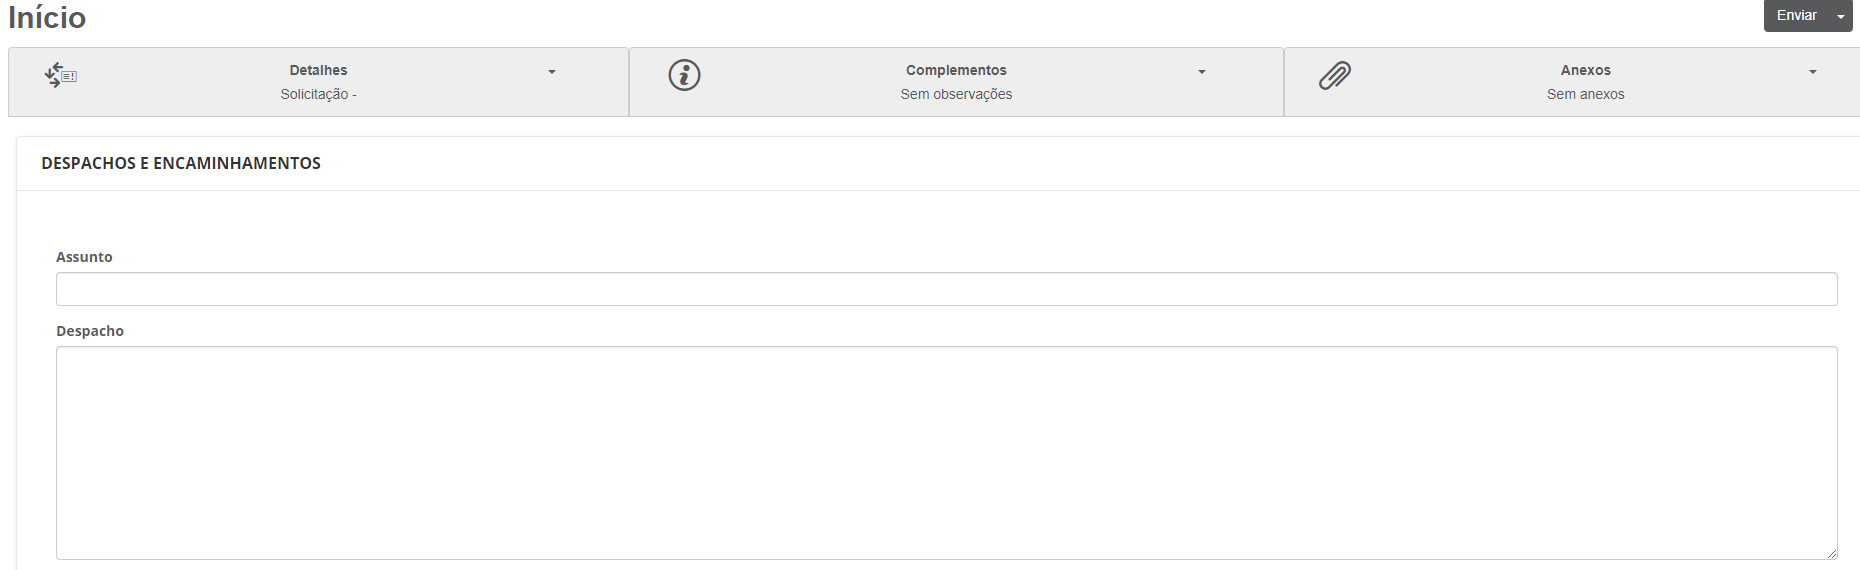 Início
Enviar
Detalhes
Solicitação -
Complementos
Sem observações
Anexos
Sem anexos
DESPACHOS E ENCAMINHAMENTOS
Assunto
Despacho